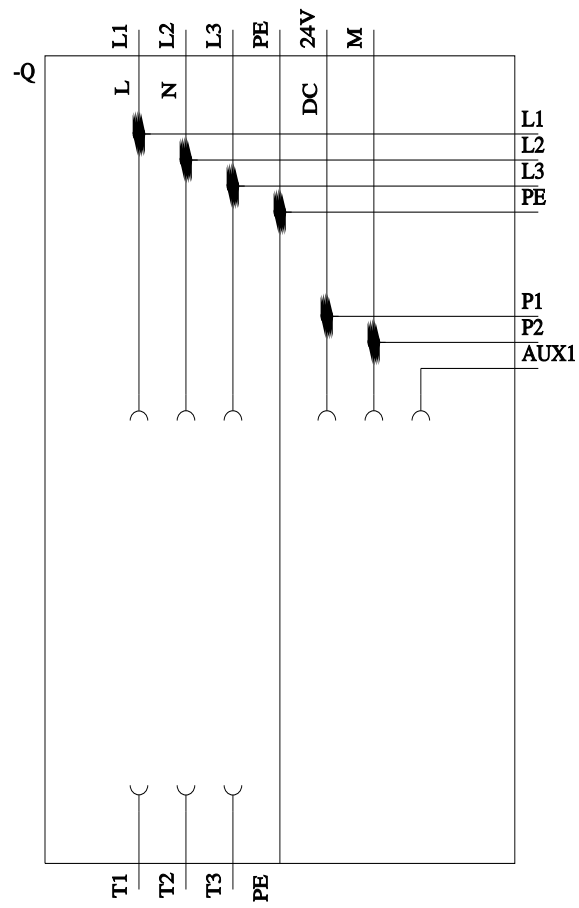 L1 L2 L3 PE 24V M
-Q
L N DC
L1
L2
L3
PE
P1
P2
AUX1
T1 T2 T3 PE